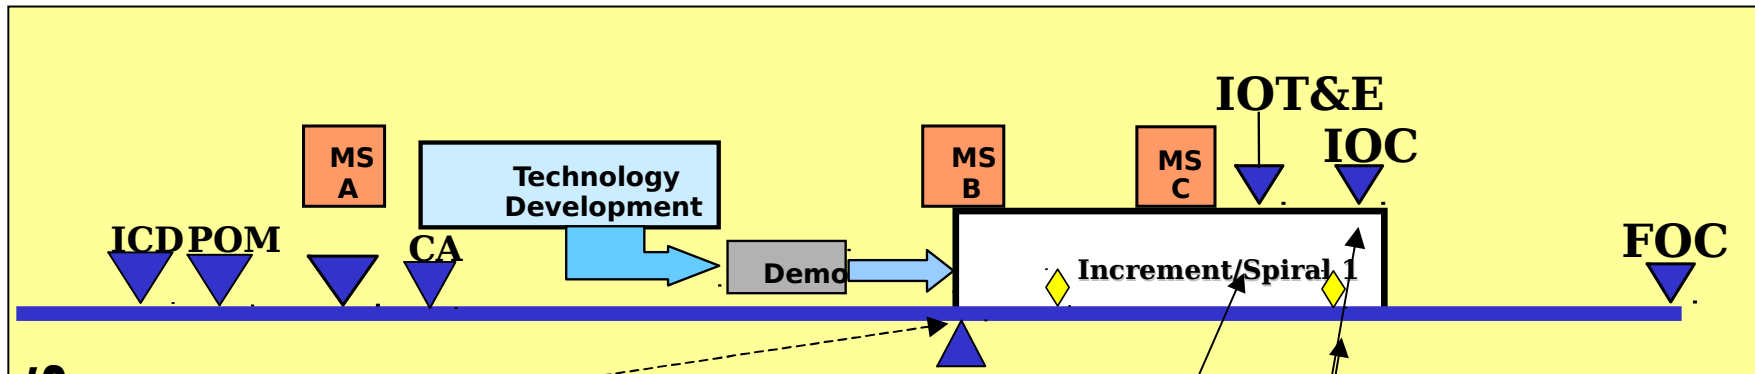 IOT&E
IOC
MS
A
Technology
Development
MS
B
MS
C
ICD
POM
CA
FOC
Demo
Increment/Spiral 1